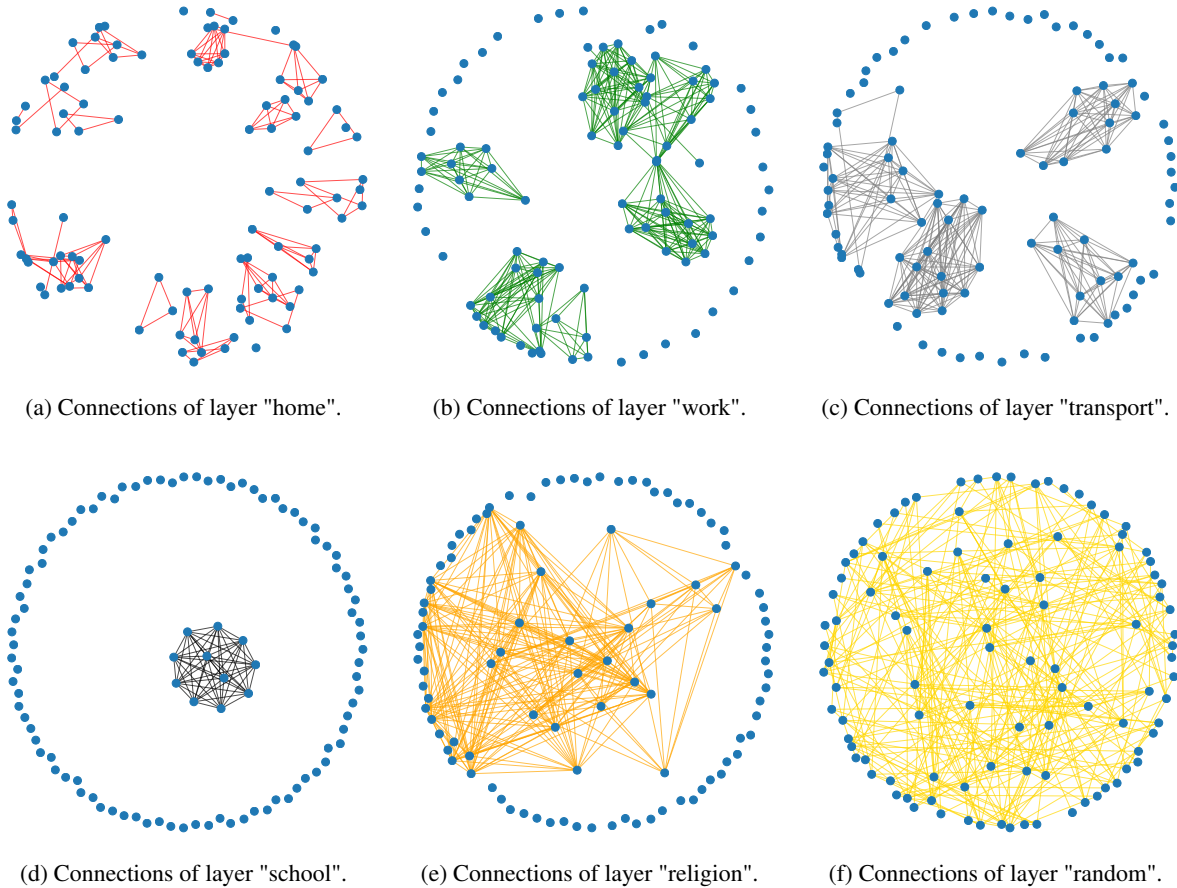 (a) Connections of layer "home".
(b) Connections of layer "work".
(c) Connections of layer "transport".
(d) Connections of layer "school".
(e) Connections of layer "religion".
(f) Connections of layer "random".